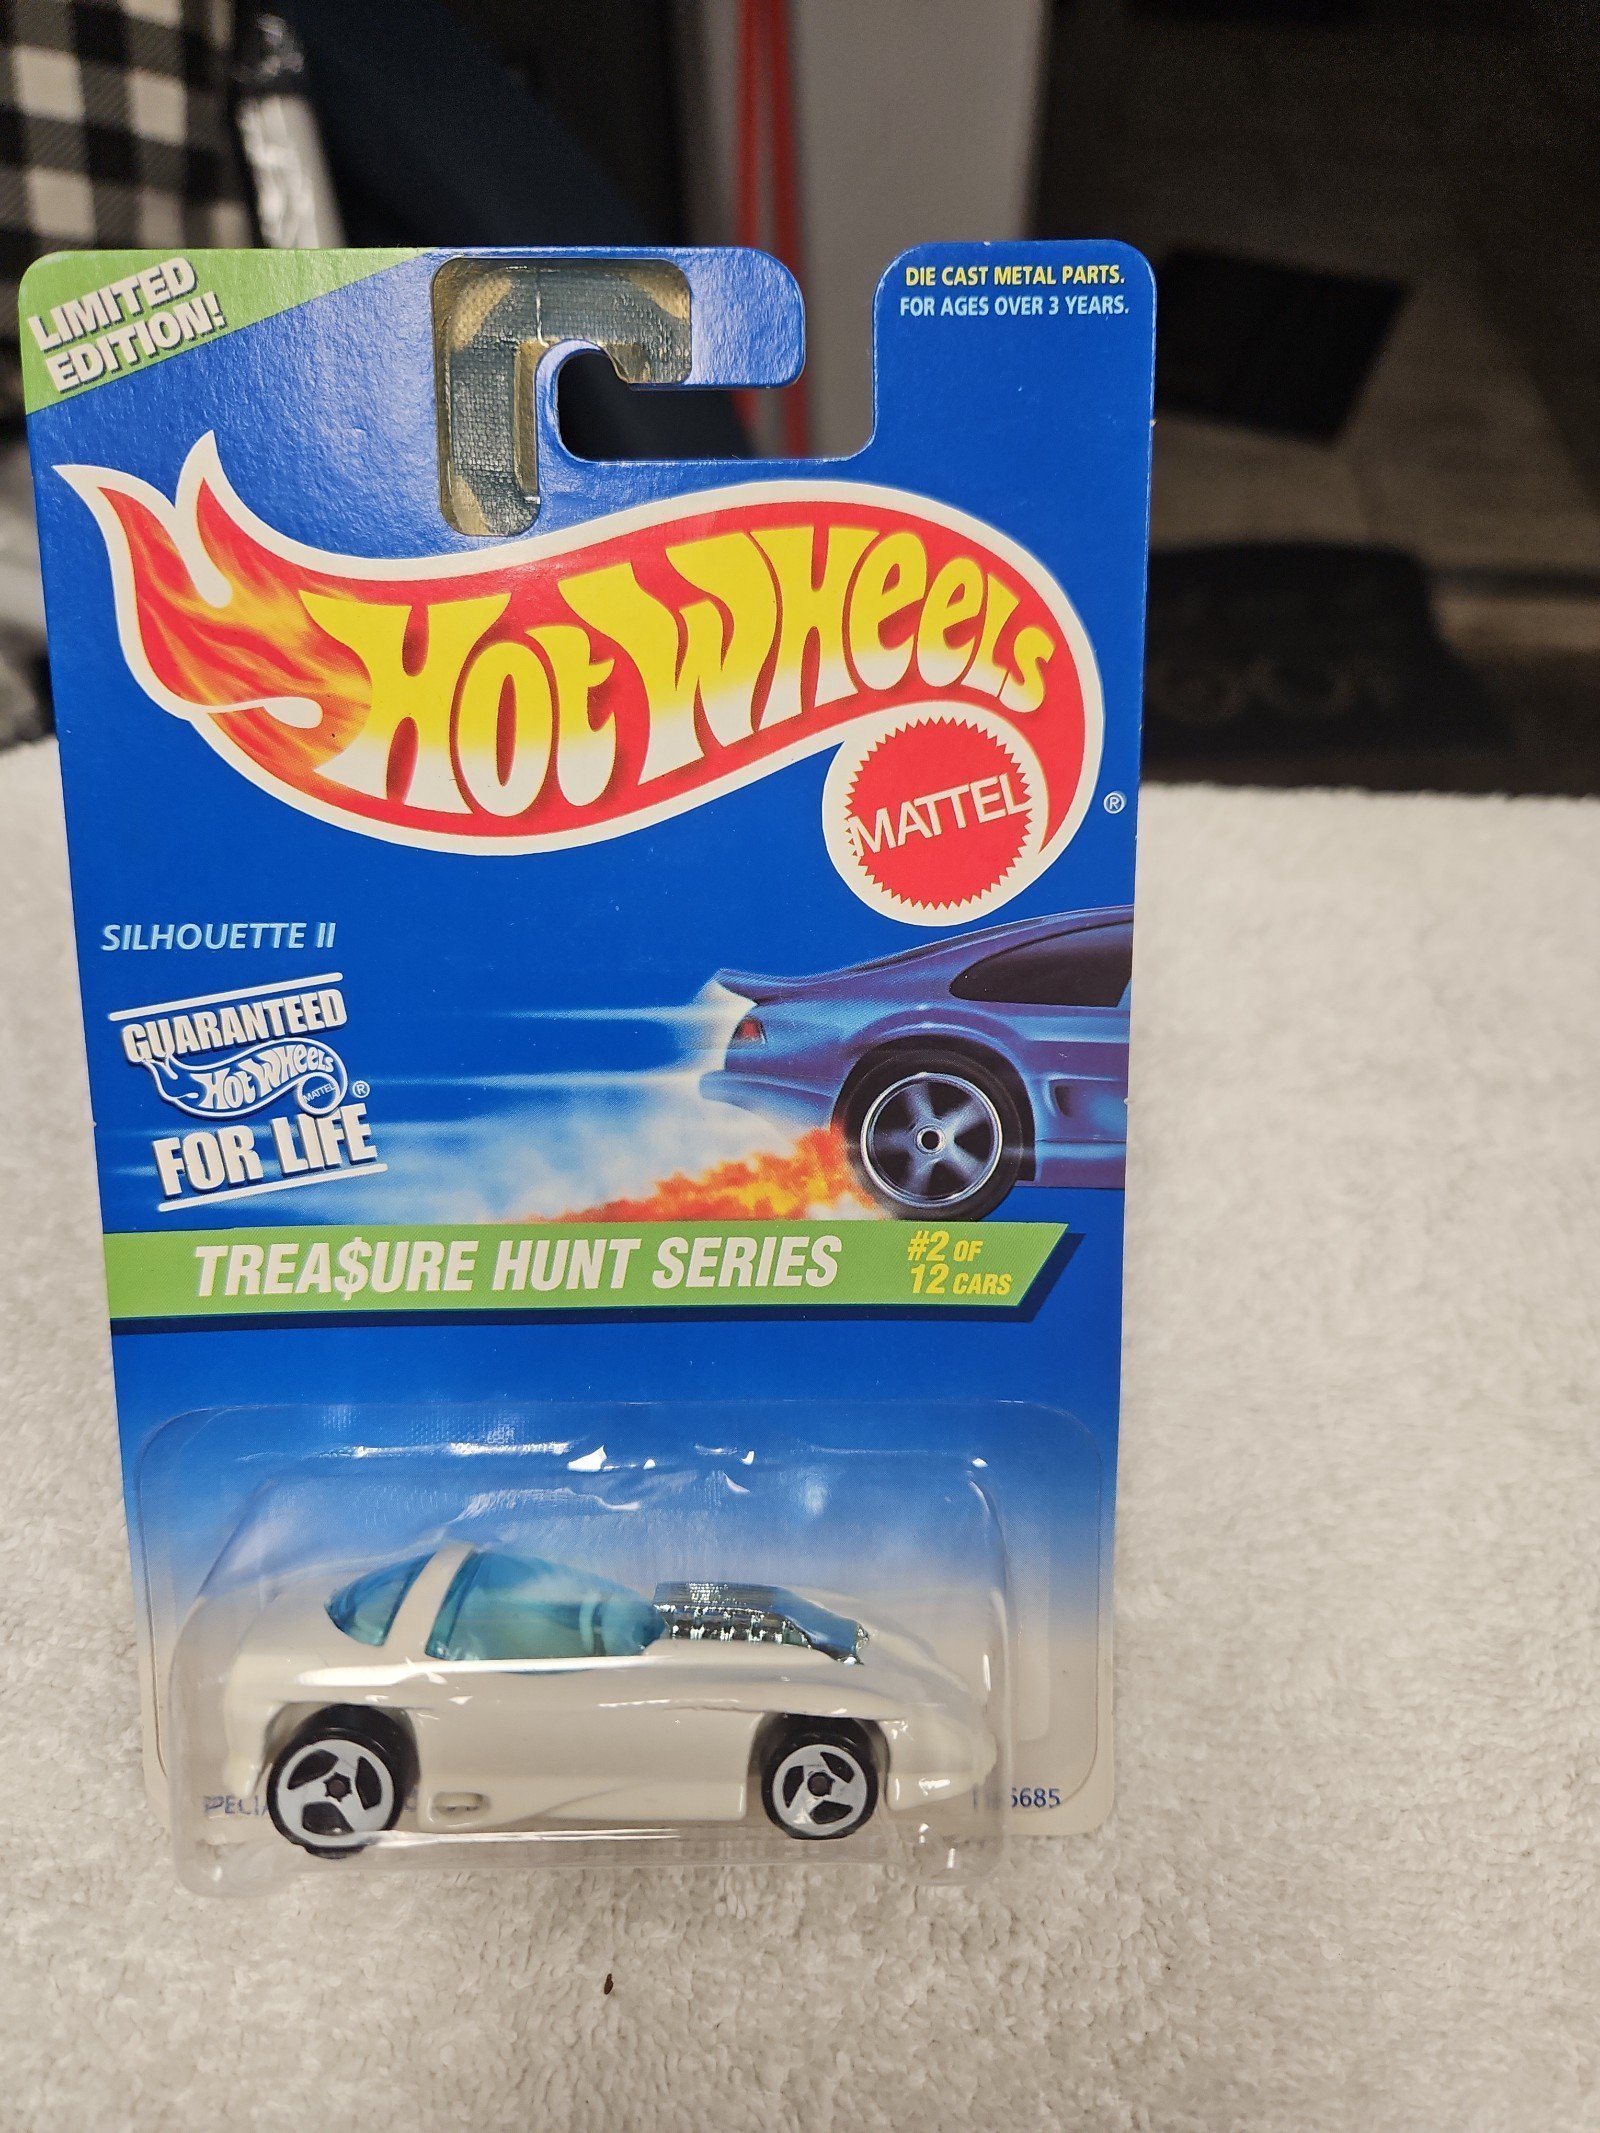 LIMITED
EDITION!
DIE CAST METAL PARTS.
FOR AGES OVER 3 YEARS.
HOT WHEELS
MATTEL
®
SILHOUETTE II
GUARANTEED
HOT WHEELS
MATTEL ®
FOR LIFE
TREA$URE HUNT SERIES
#2 OF
12 CARS